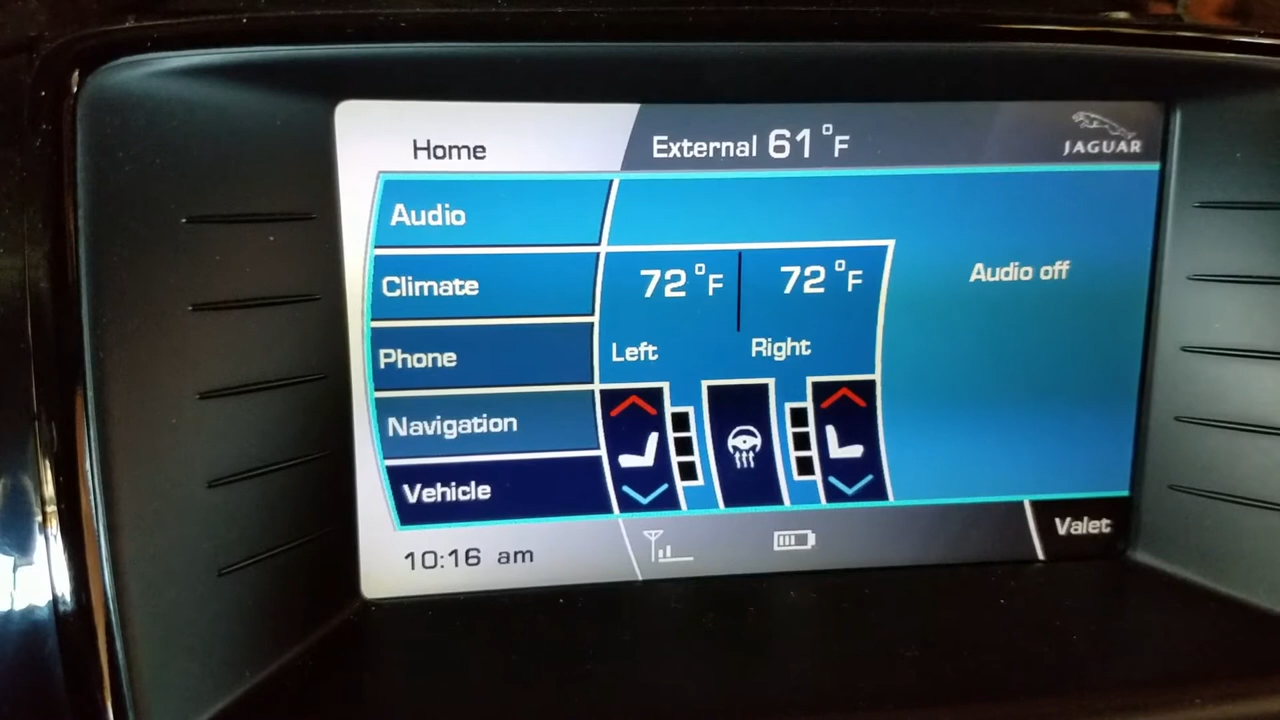 Home
External 61°F
JAGUAR
Audio
Climate
72°F
72°F
Audio off
Phone
Left
Right
Navigation
Vehicle
10:16 am
Valet